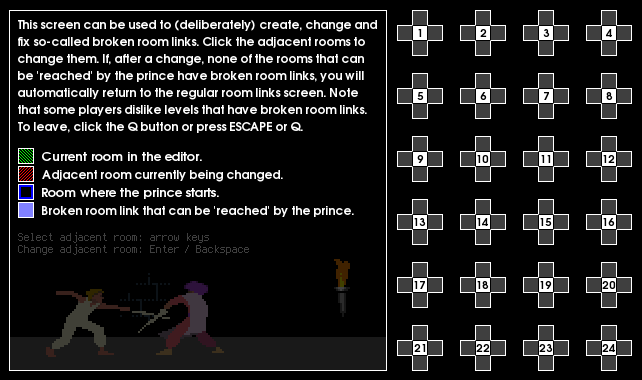 This screen can be used to (deliberately) create, change and
fix so-called broken room links. Click the adjacent rooms to
change them. If, after a change, none of the rooms that can
be 'reached' by the prince have broken room links, you will
automatically return to the regular room links screen. Note
that some players dislike levels that have broken room links.
To leave, click the Q button or press ESCAPE or Q.
Current room in the editor.
Adjacent room currently being changed.
Room where the prince starts.
Broken room link that can be 'reached' by the prince.
Select adjacent room: arrow keys
Change adjacent room: Enter / Backspace
1 2 3 4
5 6 7 8
9 10 11 12
13 14 15 16
17 18 19 20
21 22 23 24